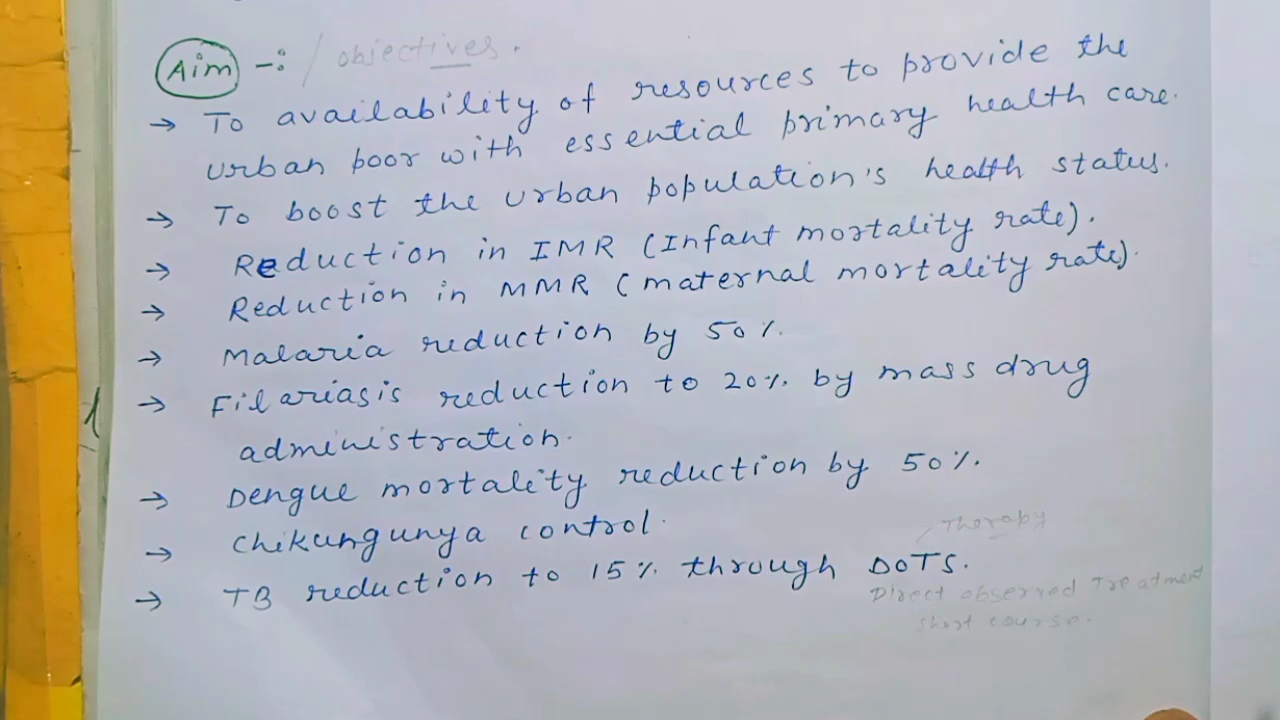 Aim -: / objectives.
→ To availability of resources to provide the
urban poor with essential primary health care.
→ To boost the urban population's health status.
→ Reduction in IMR (Infant mortality rate).
→ Reduction in MMR (maternal mortality rate).
→ Malaria reduction by 50%.
→ Filariasis reduction to 20% by mass drug
administration.
→ Dengue mortality reduction by 50%.
→ Chikungunya control.
Therapy
→ TB reduction to 15% through DOTS.
Direct observed Treatment
short course.